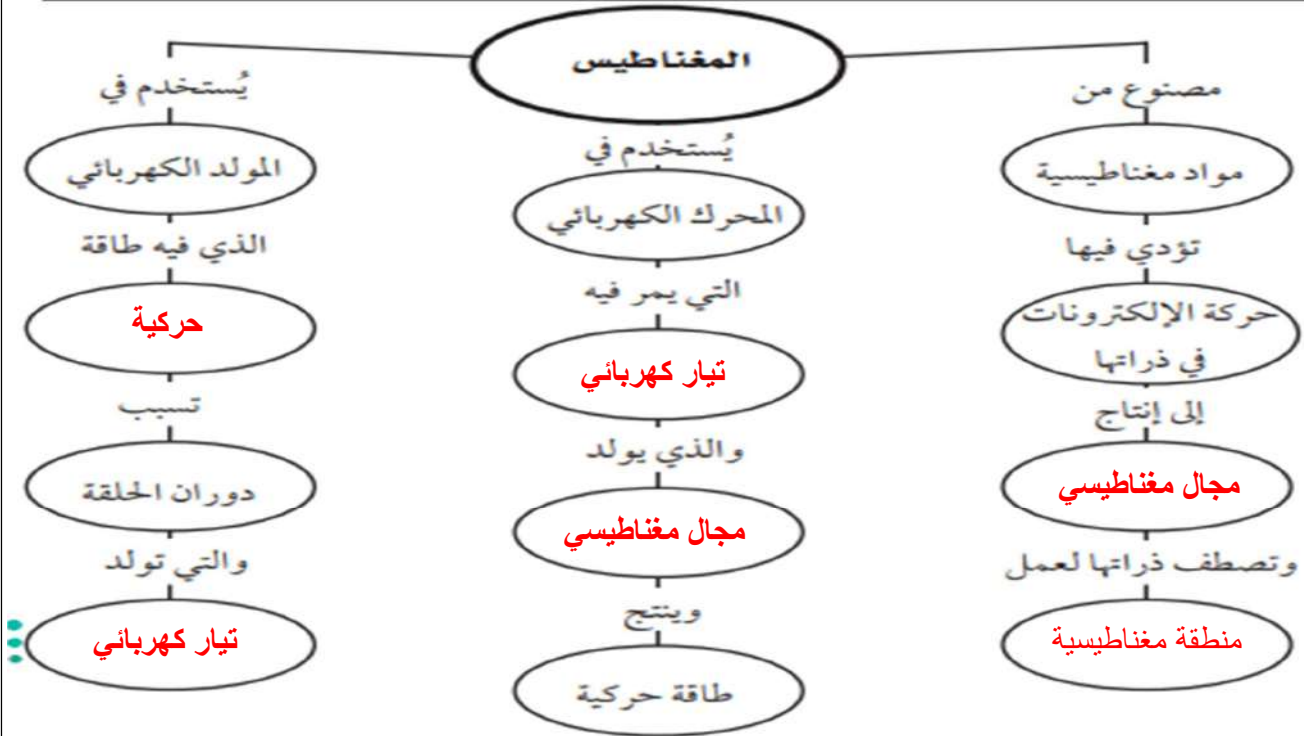 المغناطيس
مصنوع من
مواد مغناطيسية
تؤدي فيها
حركة الإلكترونات
في ذراتها
إلى إنتاج
مجال مغناطيسي
وتصطف ذراتها لعمل
منطقة مغناطيسية
يُستخدم في
المحرك الكهربائي
التي يمر فيه
تيار كهربائي
والذي يولد
مجال مغناطيسي
وينتج
طاقة حركية
يُستخدم في
المولد الكهربائي
الذي فيه طاقة
حركية
تسبب
دوران الحلقة
والتي تولد
تيار كهربائي